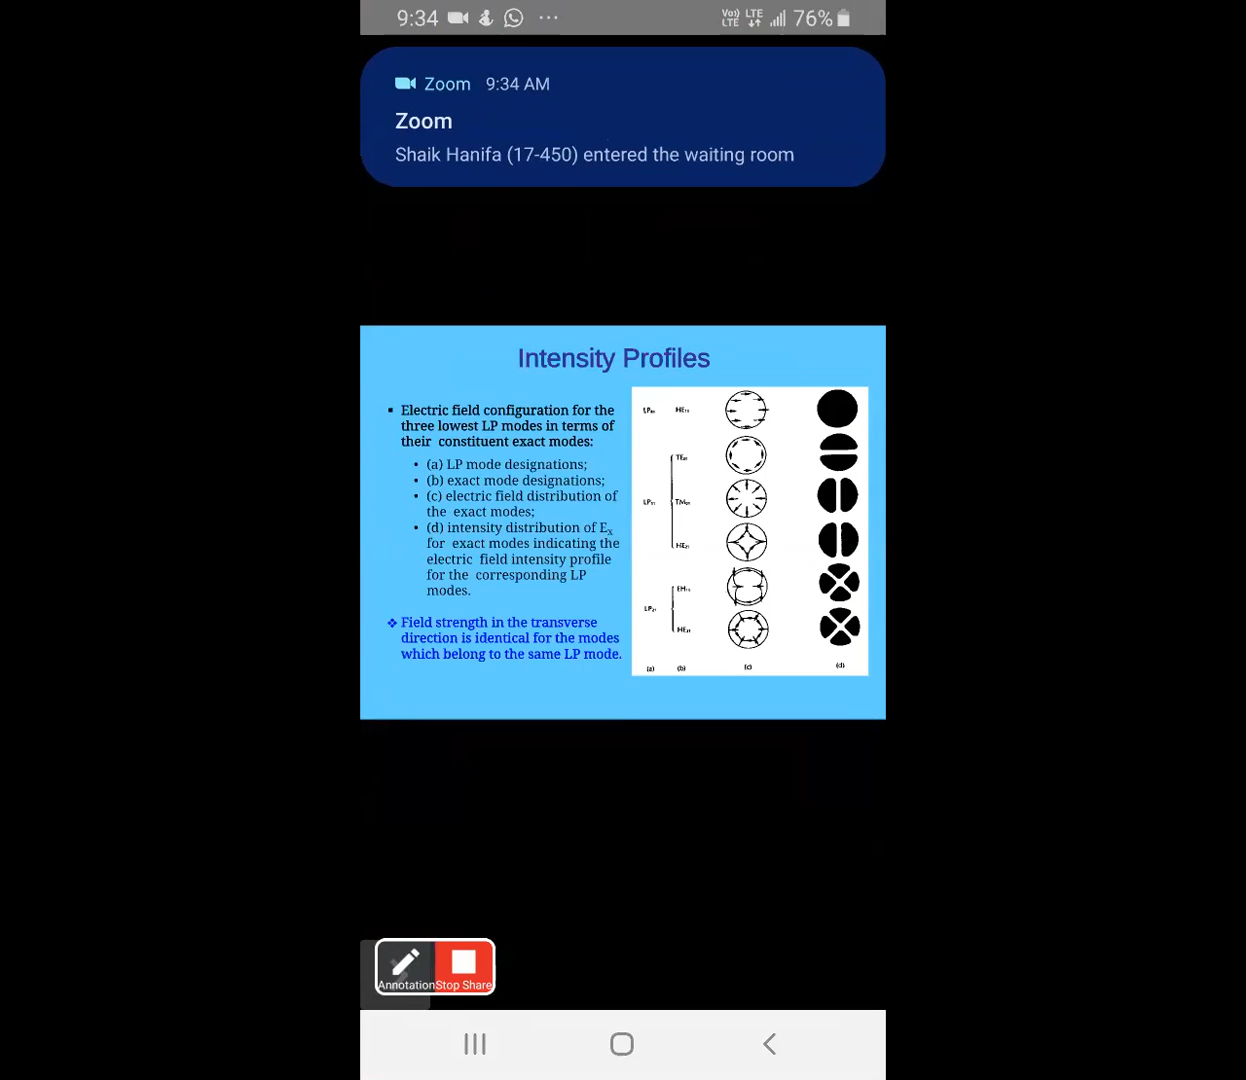 9:34 ... Vo)) LTE LTE 76%
Zoom 9:34 AM
Zoom
Shaik Hanifa (17-450) entered the waiting room
Intensity Profiles
▪ Electric field configuration for the
three lowest LP modes in terms of
their constituent exact modes:
• (a) LP mode designations;
• (b) exact mode designations;
• (c) electric field distribution of
the exact modes;
• (d) intensity distribution of Ex
for exact modes indicating the
electric field intensity profile
for the corresponding LP
modes.
❖ Field strength in the transverse
direction is identical for the modes
which belong to the same LP mode.
(a) (b) (c) (d)
Annotation Stop Share